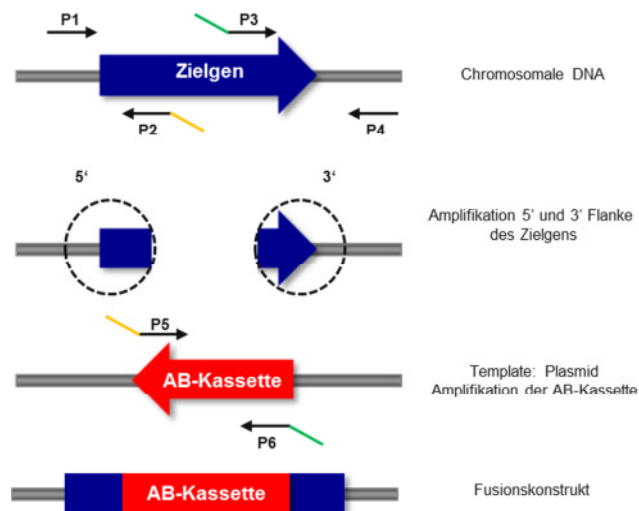 P1
P3
Zielgen
Chromosomale DNA
P2
P4
5‘
3‘
Amplifikation 5‘ und 3‘ Flanke
des Zielgens
P5
AB-Kassette
Template: Plasmid
Amplifikation der AB-Kassette
P6
AB-Kassette
Fusionskonstrukt